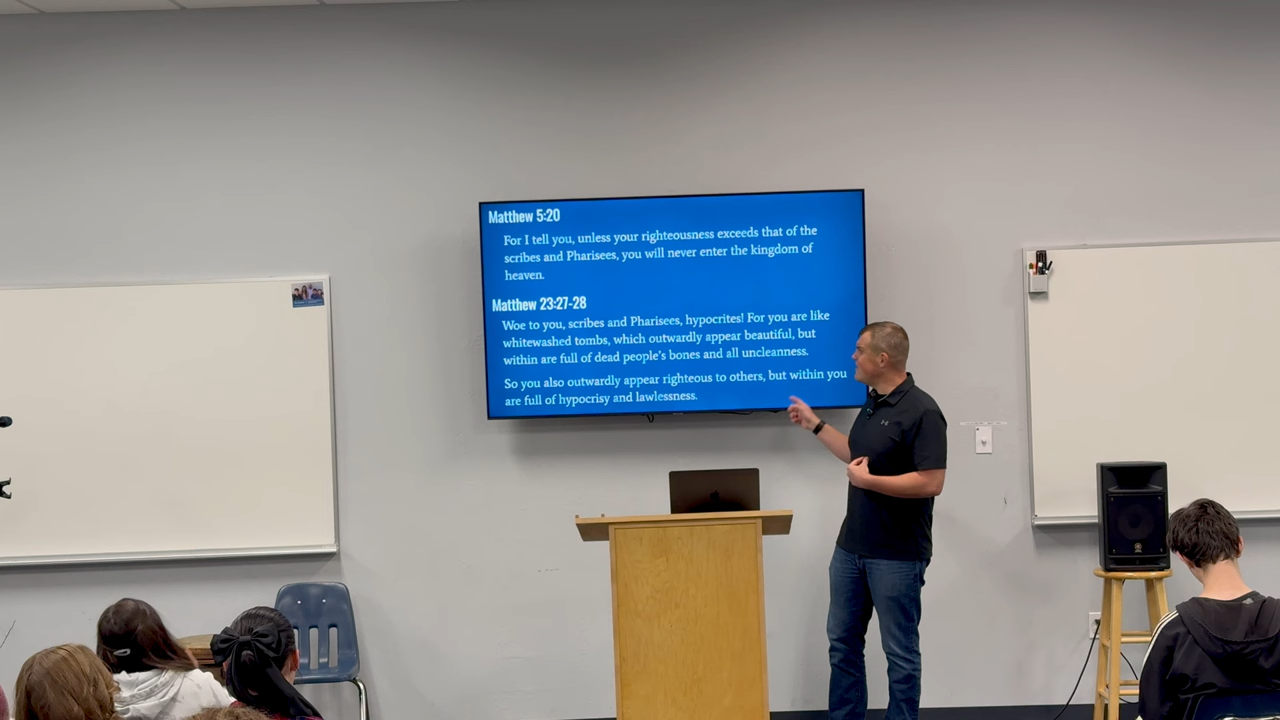 Matthew 5:20
For I tell you, unless your righteousness exceeds that of the
scribes and Pharisees, you will never enter the kingdom of
heaven.
Matthew 23:27-28
Woe to you, scribes and Pharisees, hypocrites! For you are like
whitewashed tombs, which outwardly appear beautiful, but
within are full of dead people's bones and all uncleanness.
So you also outwardly appear righteous to others, but within you
are full of hypocrisy and lawlessness.